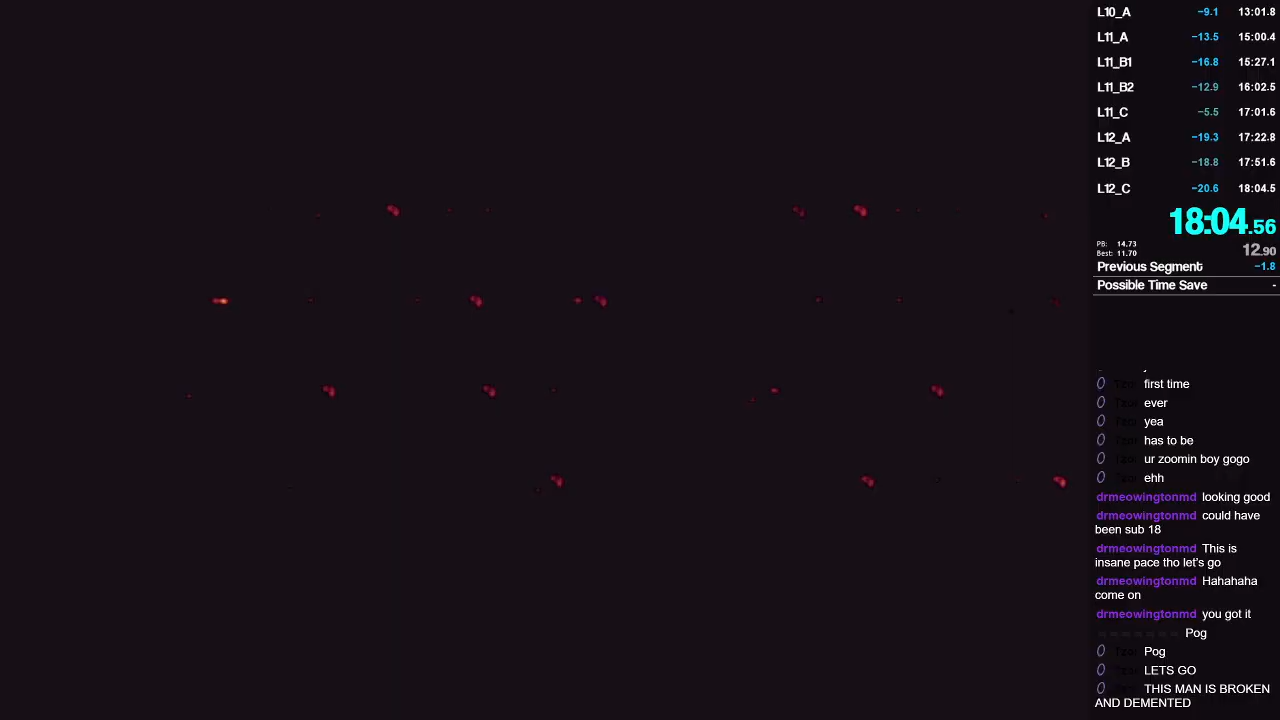 L10_A -9.1 13:01.8
L11_A -13.5 15:00.4
L11_B1 -16.8 15:27.1
L11_B2 -12.9 16:02.5
L11_C -5.5 17:01.6
L12_A -19.3 17:22.8
L12_B -18.8 17:51.6
L12_C -20.6 18:04.5
18:04.56
PB: 14.73
Best: 11.70
12.90
Previous Segment -1.8
Possible Time Save -
first time
ever
yea
has to be
ur zoomin boy gogo
ehh
drmeowingtonmd looking good
drmeowingtonmd could have
been sub 18
drmeowingtonmd This is
insane pace tho let's go
drmeowingtonmd Hahahaha
come on
drmeowingtonmd you got it
Pog
Pog
LETS GO
THIS MAN IS BROKEN
AND DEMENTED